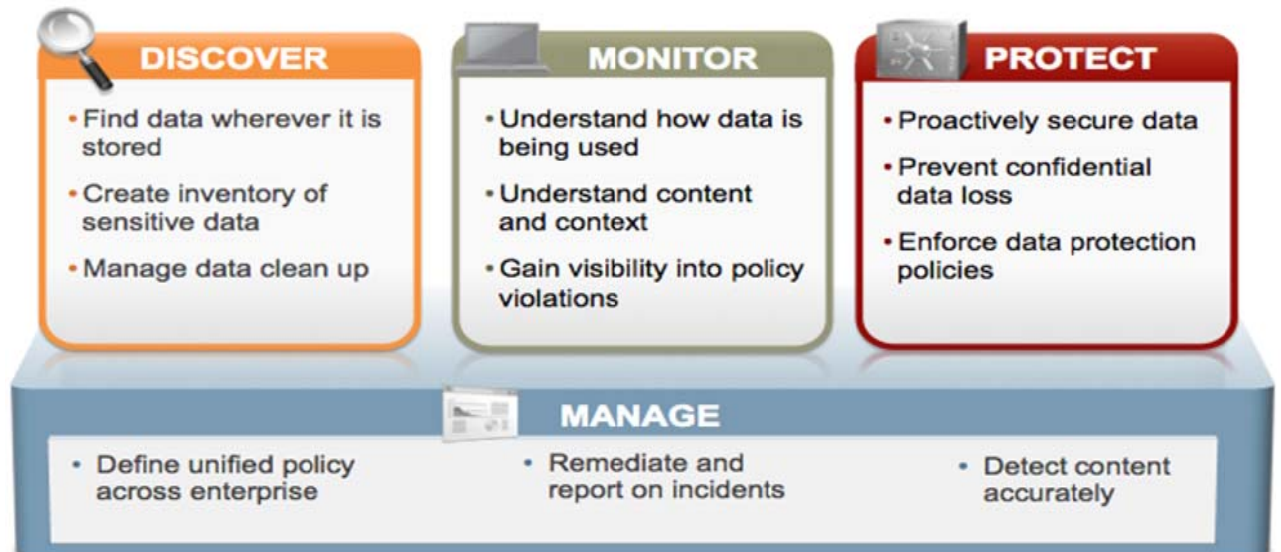 DISCOVER
• Find data wherever it is
stored
• Create inventory of
sensitive data
• Manage data clean up
MONITOR
• Understand how data is
being used
• Understand content
and context
• Gain visibility into policy
violations
PROTECT
• Proactively secure data
• Prevent confidential
data loss
• Enforce data protection
policies
MANAGE
• Define unified policy
across enterprise
• Remediate and
report on incidents
• Detect content
accurately